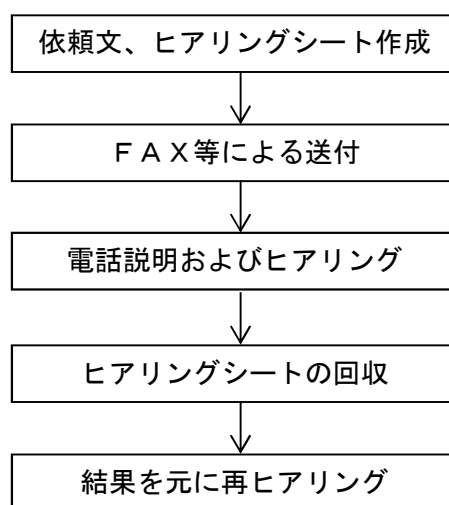 依頼文、ヒアリングシート作成
ＦＡＸ等による送付
電話説明およびヒアリング
ヒアリングシートの回収
結果を元に再ヒアリング